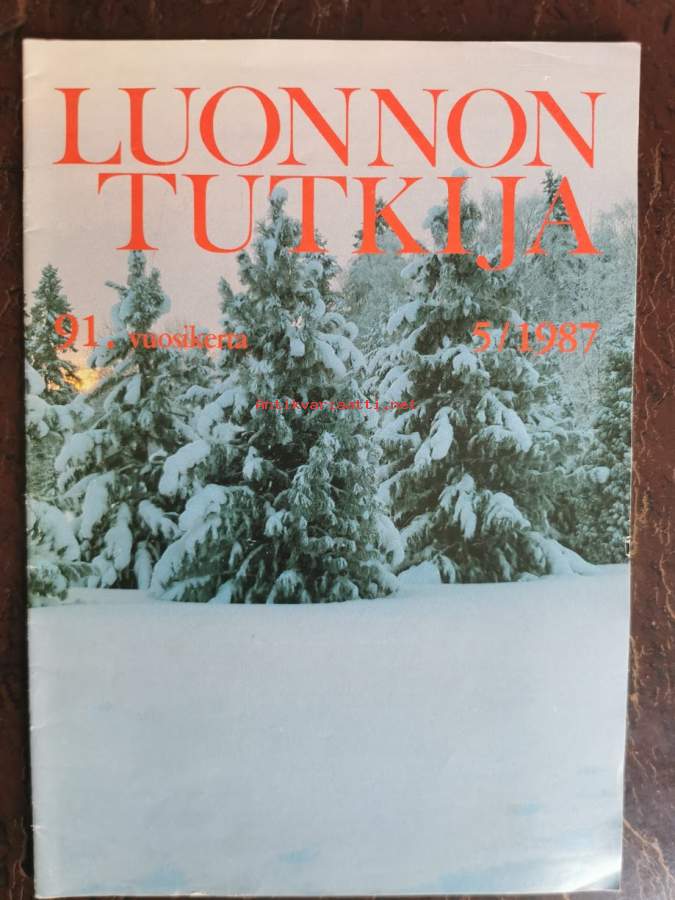 LUONNON
TUTKIJA
91. vuosikerta 5/1987
Antikvariaatti.net